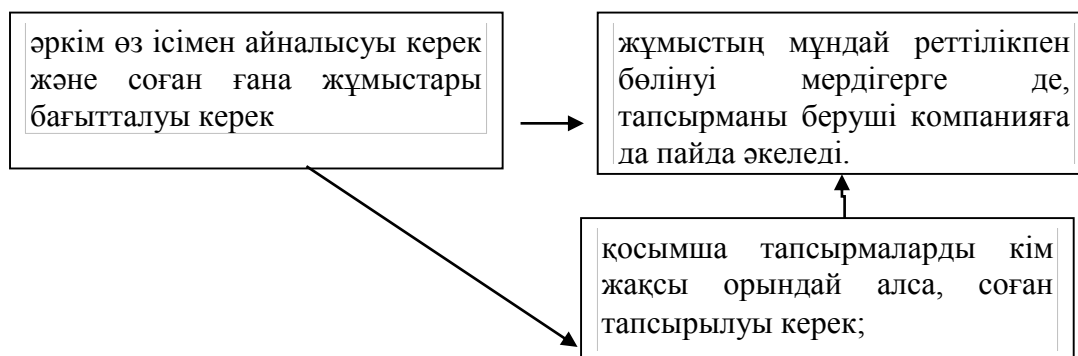 әркім өз ісімен айналысуы керек
және соған ғана жұмыстары
бағытталуы керек
жұмыстың мұндай реттілікпен
бөлінуі мердігерге де,
тапсырманы беруші компанияға
да пайда әкеледі.
қосымша тапсырмаларды кім
жақсы орындай алса, соған
тапсырылуы керек;